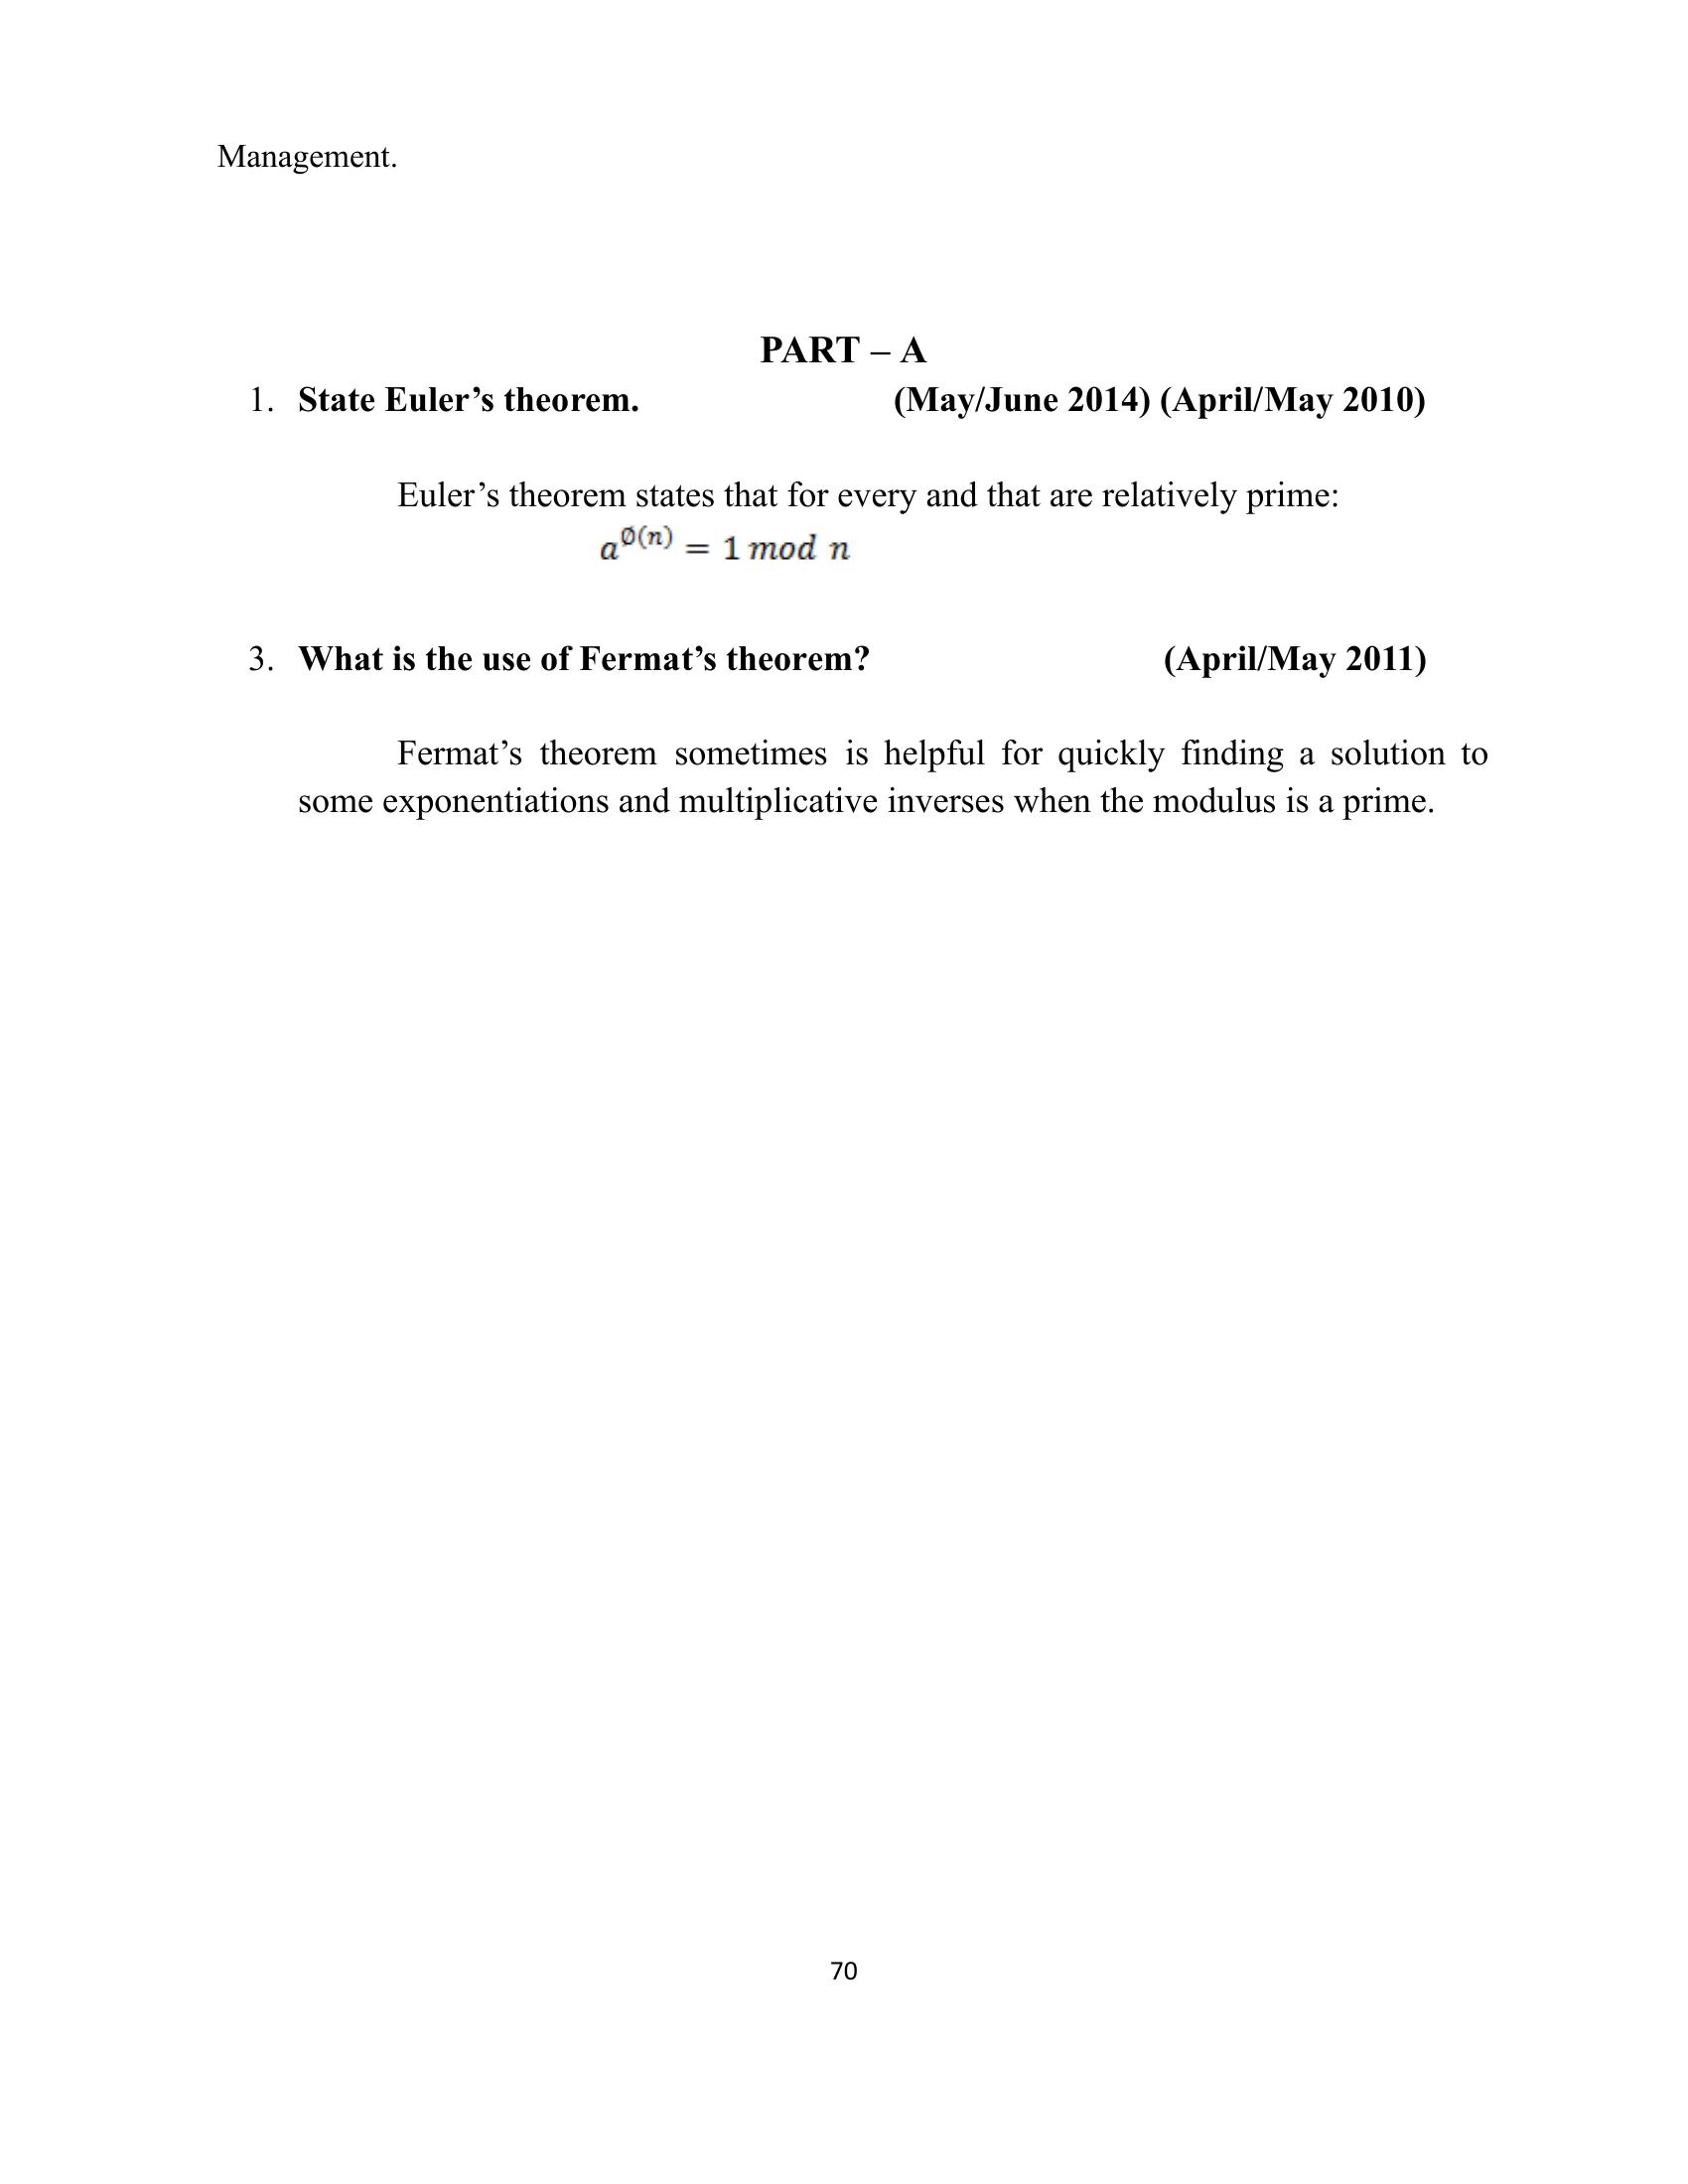 Management.
PART – A
1. State Euler’s theorem. (May/June 2014) (April/May 2010)
Euler’s theorem states that for every and that are relatively prime:
a^∅(n) = 1 mod n
3. What is the use of Fermat’s theorem? (April/May 2011)
Fermat’s theorem sometimes is helpful for quickly finding a solution to
some exponentiations and multiplicative inverses when the modulus is a prime.
70